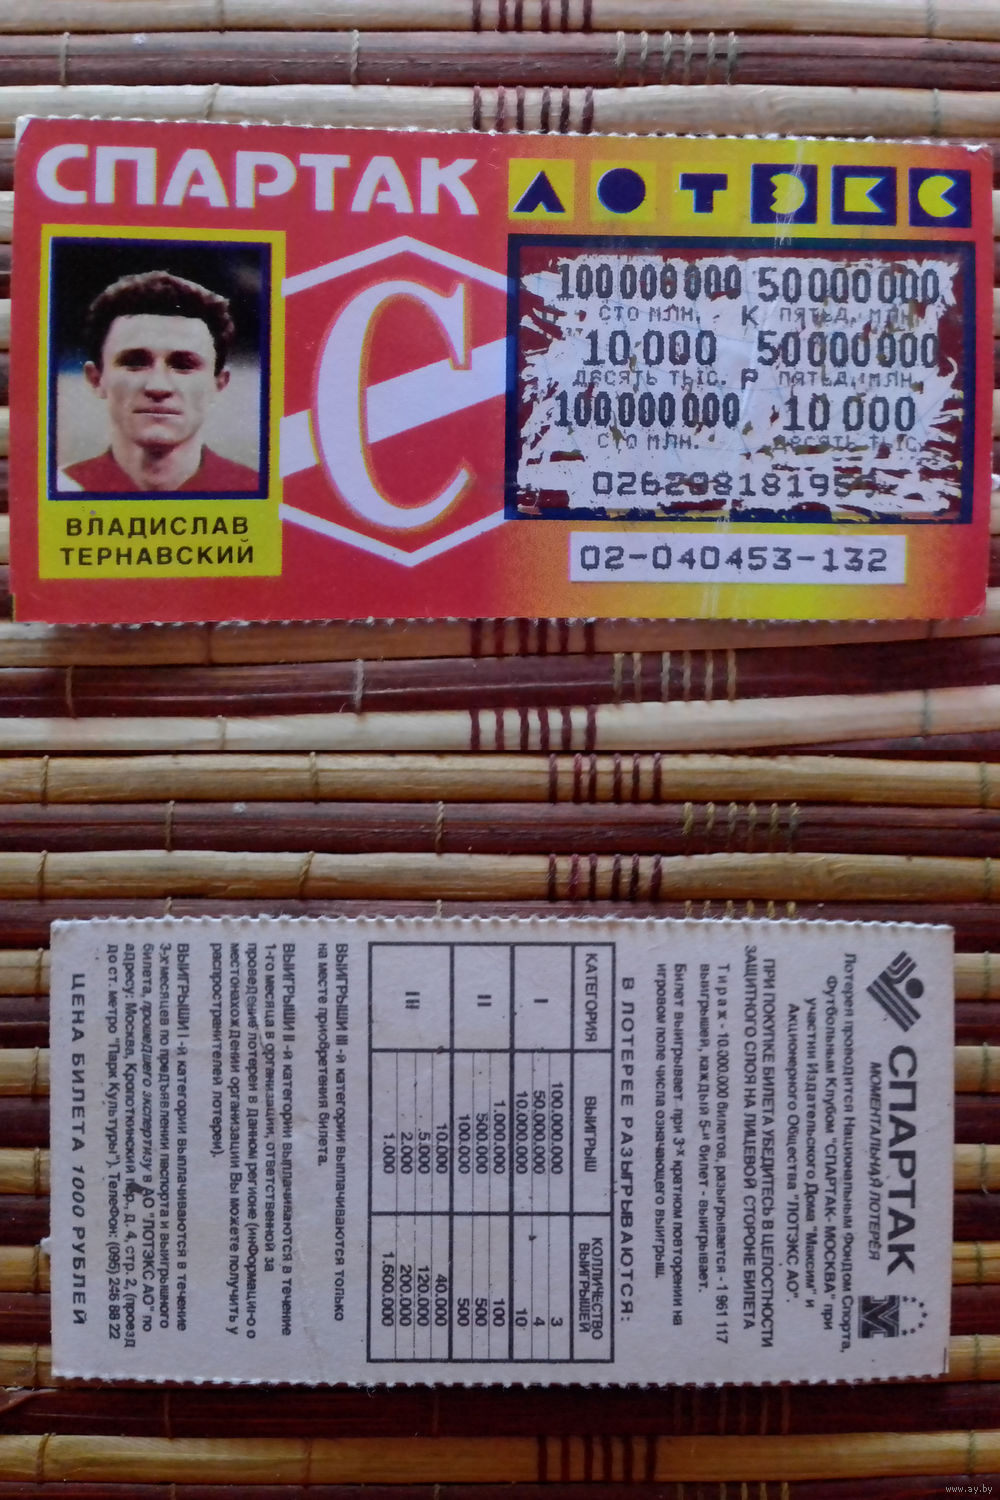 СПАРТАК ЛОТЭКС
100 000 000 50 000 000
СТО МЛН. К ПЯТЬД. МЛН.
10 000 50 000 000
ДЕСЯТЬ ТЫС. Р ПЯТЬД. МЛН.
100 000 000 10 000
СТО МЛН. ДЕСЯТЬ ТЫС.
02-040453-132
ВЛАДИСЛАВ
ТЕРНАВСКИЙ
СПАРТАК
МОМЕНТАЛЬНАЯ ЛОТЕРЕЯ
Лотерея проводится Национальным Фондом Спорта,
Футбольным Клубом "СПАРТАК- МОСКВА" при
участии Издательского Дома "Максим" и
Акционерного Общества "ЛОТЭКС АО".
ПРИ ПОКУПКЕ БИЛЕТА УБЕДИТЕСЬ В ЦЕЛОСТНОСТИ
ЗАЩИТНОГО СЛОЯ НА ЛИЦЕВОЙ СТОРОНЕ БИЛЕТА
Тираж - 10.000.000 билетов, разыгрывается - 1 961 117
выигрышей, каждый 5-й билет - выигрывает.
Билет выигрывает при 3-х кратном повторении на
игровом поле числа означающего выигрыш.
В ЛОТЕРЕЕ РАЗЫГРЫВАЮТСЯ:
КАТЕГОРИЯ ВЫИГРЫШ КОЛЛИЧЕСТВО ВЫИГРЫШЕЙ
I 100.000.000 3
50.000.000 4
10.000.000 10
II 1.000.000 100
500.000 500
100.000 500
III 10.000 40.000
5.000 120.000
2.000 200.000
1.000 1.600.000
ВЫИГРЫШИ III -й категории выплачиваются только
на месте приобретения билета.
ВЫИГРЫШИ II -й категории выплачиваются в течение
1-го месяца в организации, ответственной за
проведение лотереи в данном регионе (информацию о
местонахождении организации Вы можете получить у
распространителей лотереи).
ВЫИГРЫШИ I -й категории выплачиваются в течение
3-х месяцев по предъявлении паспорта и выигрышного
билета, прошедшего экспертизу в АО "ЛОТЭКС АО" по
адресу: Москва, Кропоткинский пер., д. 4, стр. 2, (проезд
до ст. метро "Парк Культуры"). Телефон: (095) 246 88 22
ЦЕНА БИЛЕТА 1000 РУБЛЕЙ
www.ay.by